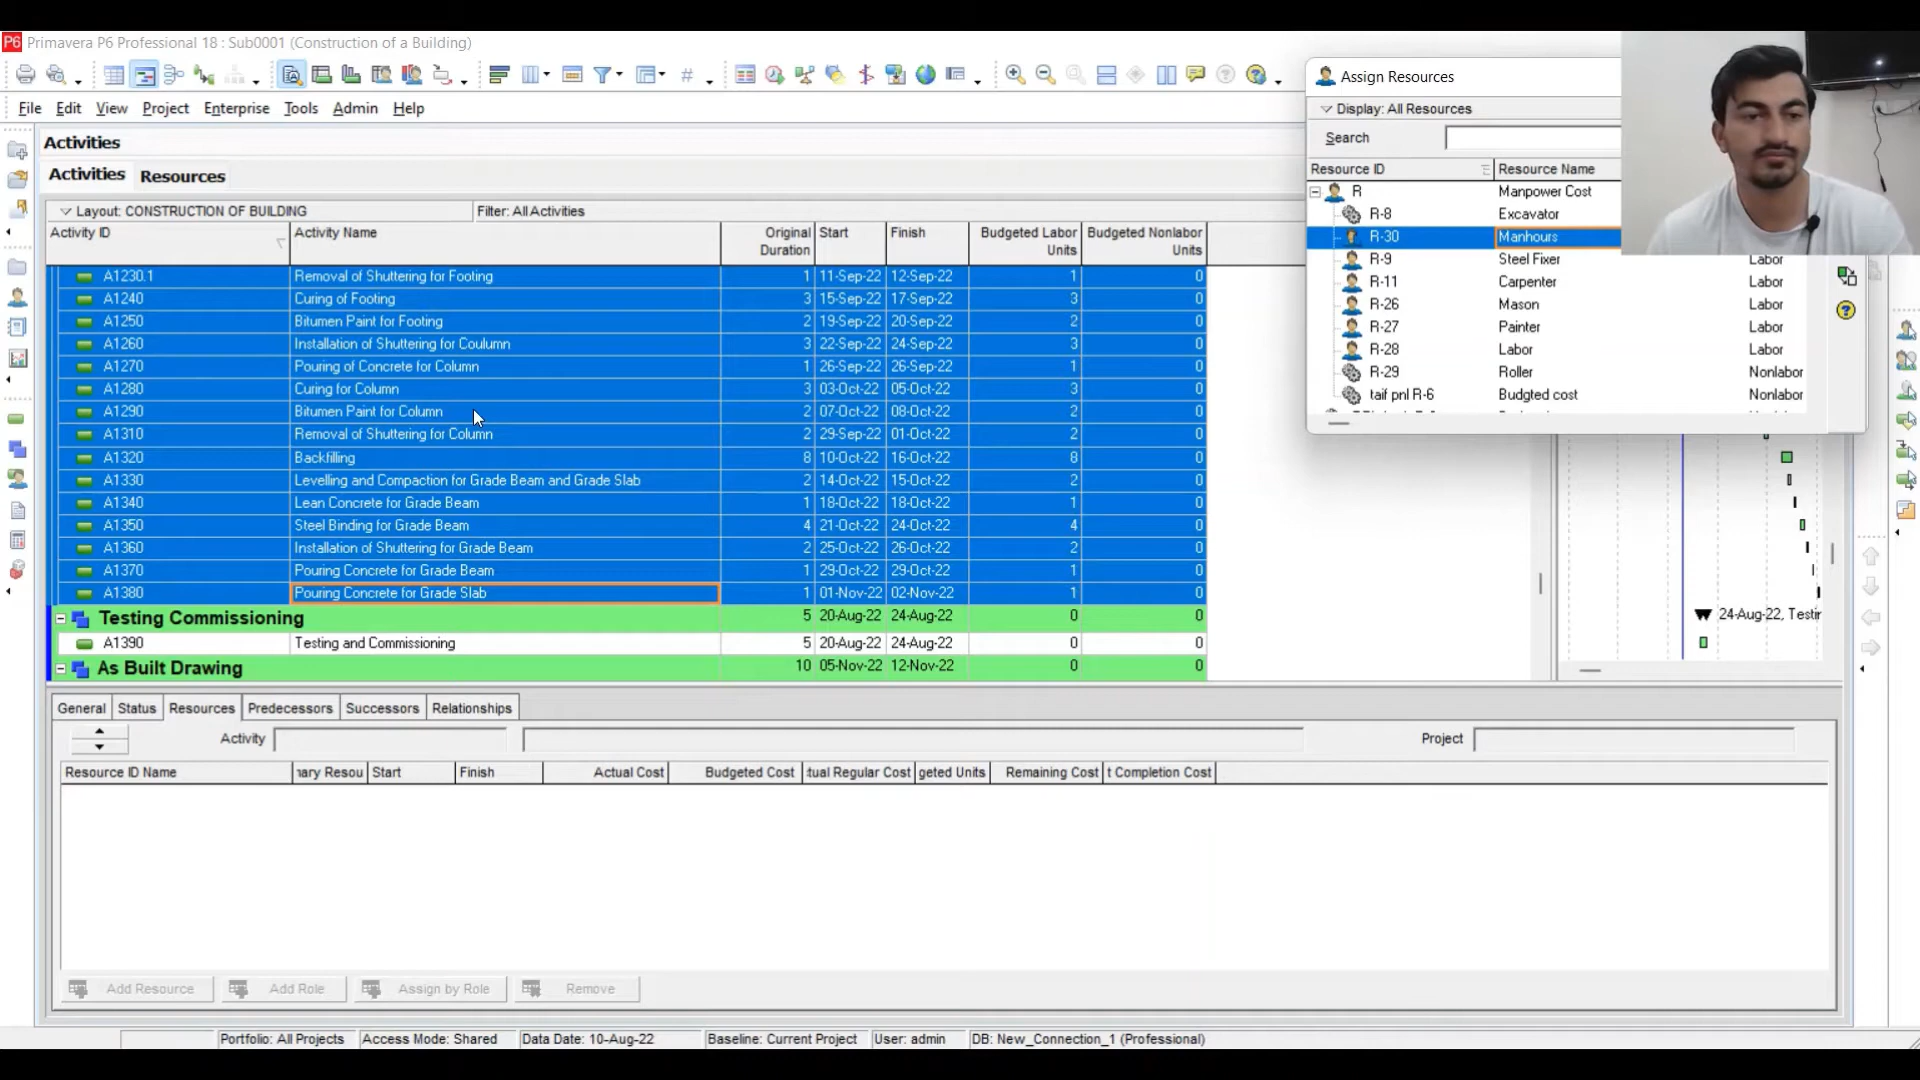 P6 Primavera P6 Professional 18 : Sub0001 (Construction of a Building)
File Edit View Project Enterprise Tools Admin Help
Activities
Activities Resources
Layout: CONSTRUCTION OF BUILDING Filter: All Activities
Activity ID Activity Name Original Duration Start Finish Budgeted Labor Units Budgeted Nonlabor Units
A1230.1 Removal of Shuttering for Footing 1 11-Sep-22 12-Sep-22 1 0
A1240 Curing of Footing 3 15-Sep-22 17-Sep-22 3 0
A1250 Bitumen Paint for Footing 2 19-Sep-22 20-Sep-22 2 0
A1260 Installation of Shuttering for Coulumn 3 22-Sep-22 24-Sep-22 3 0
A1270 Pouring of Concrete for Column 1 26-Sep-22 26-Sep-22 1 0
A1280 Curing for Column 3 03-Oct-22 05-Oct-22 3 0
A1290 Bitumen Paint for Column 2 07-Oct-22 08-Oct-22 2 0
A1310 Removal of Shuttering for Column 2 29-Sep-22 01-Oct-22 2 0
A1320 Backfilling 8 10-Oct-22 16-Oct-22 8 0
A1330 Levelling and Compaction for Grade Beam and Grade Slab 2 14-Oct-22 15-Oct-22 2 0
A1340 Lean Concrete for Grade Beam 1 18-Oct-22 18-Oct-22 1 0
A1350 Steel Binding for Grade Beam 4 21-Oct-22 24-Oct-22 4 0
A1360 Installation of Shuttering for Grade Beam 2 25-Oct-22 26-Oct-22 2 0
A1370 Pouring Concrete for Grade Beam 1 29-Oct-22 29-Oct-22 1 0
A1380 Pouring Concrete for Grade Slab 1 01-Nov-22 02-Nov-22 1 0
Testing Commissioning 5 20-Aug-22 24-Aug-22 0 0
A1390 Testing and Commissioning 5 20-Aug-22 24-Aug-22 0 0
As Built Drawing 10 05-Nov-22 12-Nov-22 0 0
24-Aug-22, Testir
Assign Resources
Display: All Resources
Search
Resource ID Resource Name
R Manpower Cost
R-8 Excavator
R-30 Manhours
R-9 Steel Fixer Labor
R-11 Carpenter Labor
R-26 Mason Labor
R-27 Painter Labor
R-28 Labor Labor
R-29 Roller Nonlabor
taif pnl R-6 Budgted cost Nonlabor
General Status Resources Predecessors Successors Relationships
Activity Project
Resource ID Name nary Resou Start Finish Actual Cost Budgeted Cost tual Regular Cost geted Units Remaining Cost t Completion Cost
Add Resource Add Role Assign by Role Remove
Portfolio: All Projects Access Mode: Shared Data Date: 10-Aug-22 Baseline: Current Project User: admin DB: New_Connection_1 (Professional)